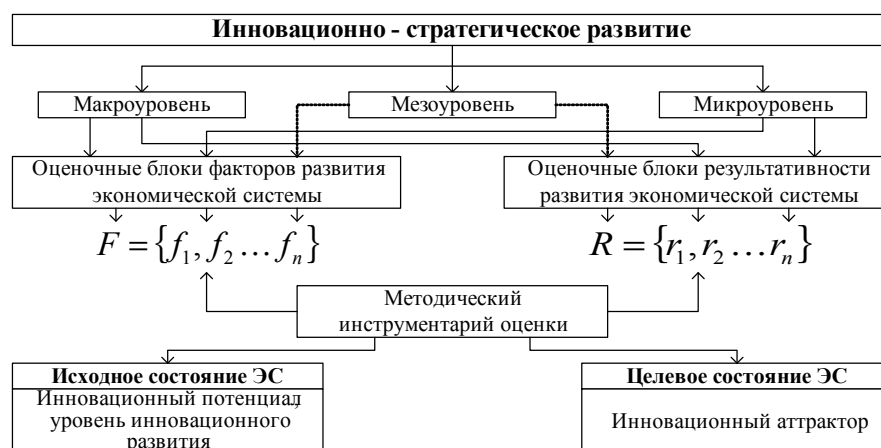 Инновационно - стратегическое развитие
Макроуровень
Мезоуровень
Микроуровень
Оценочные блоки факторов развития
экономической системы
Оценочные блоки результативности
развития экономической системы
F = {f₁, f₂ … fₙ}
R = {r₁, r₂ … rₙ}
Методический
инструментарий оценки
Исходное состояние ЭС
Инновационный потенциал,
уровень инновационного
развития
Целевое состояние ЭС
Инновационный аттрактор